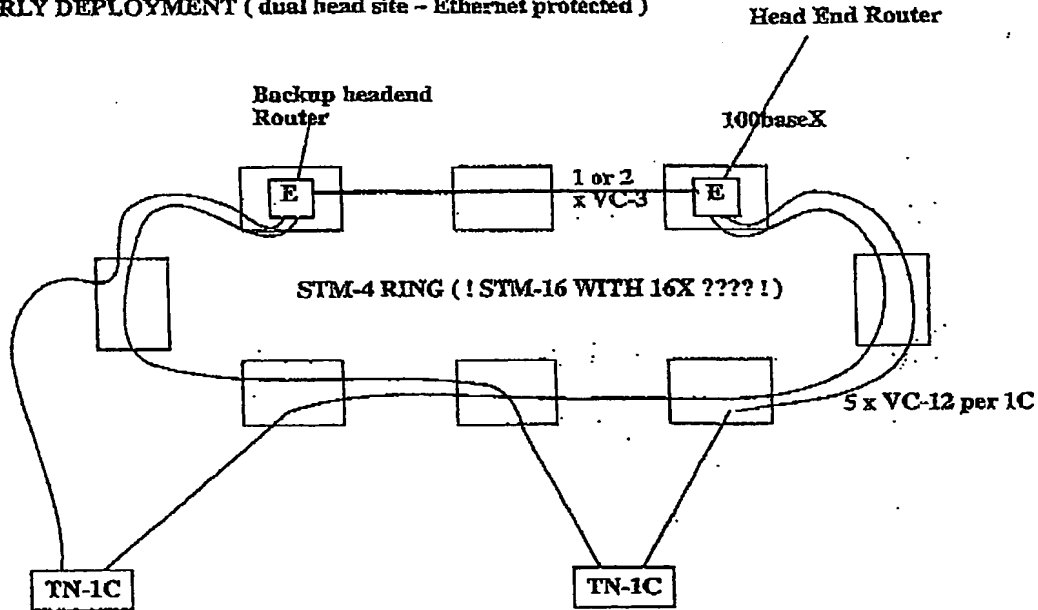 RLY DEPLOYMENT ( dual head site – Ethernet protected )
Head End Router
Backup headend
Router
100baseX
E
1 or 2
x VC-3
E
STM-4 RING ( ! STM-16 WITH 16X ???? ! )
5 x VC-12 per 1C
TN-1C
TN-1C